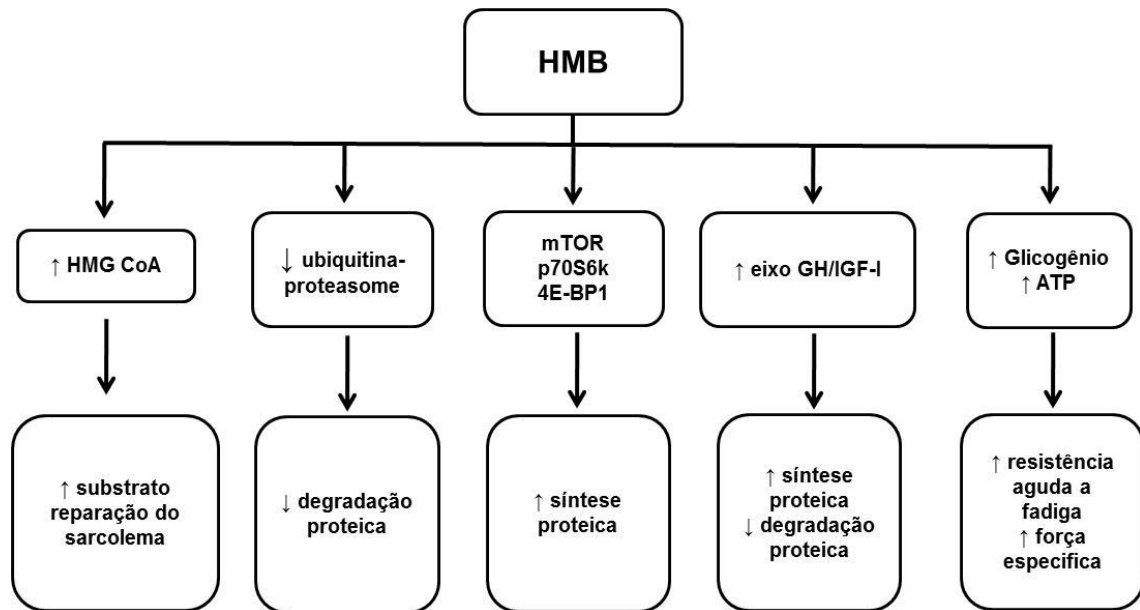 HMB
↑ HMG CoA
↓ ubiquitina-
proteasome
mTOR
p70S6k
4E-BP1
↑ eixo GH/IGF-I
↑ Glicogênio
↑ ATP
↑ substrato
reparação do
sarcolema
↓ degradação
proteica
↑ síntese
proteica
↑ síntese
proteica
↓ degradação
proteica
↑ resistência
aguda a
fadiga
↑ força
especifica